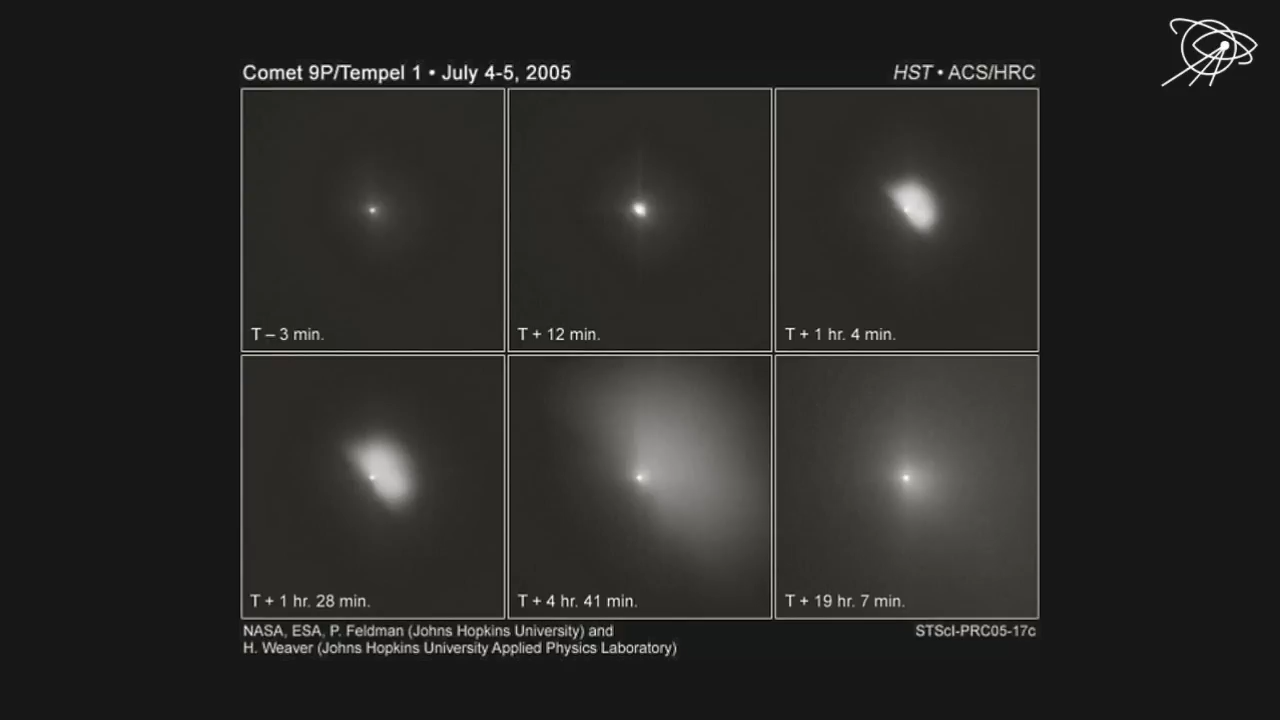 Comet 9P/Tempel 1 • July 4-5, 2005
HST • ACS/HRC
T – 3 min.
T + 12 min.
T + 1 hr. 4 min.
T + 1 hr. 28 min.
T + 4 hr. 41 min.
T + 19 hr. 7 min.
NASA, ESA, P. Feldman (Johns Hopkins University) and
H. Weaver (Johns Hopkins University Applied Physics Laboratory)
STScI-PRC05-17c